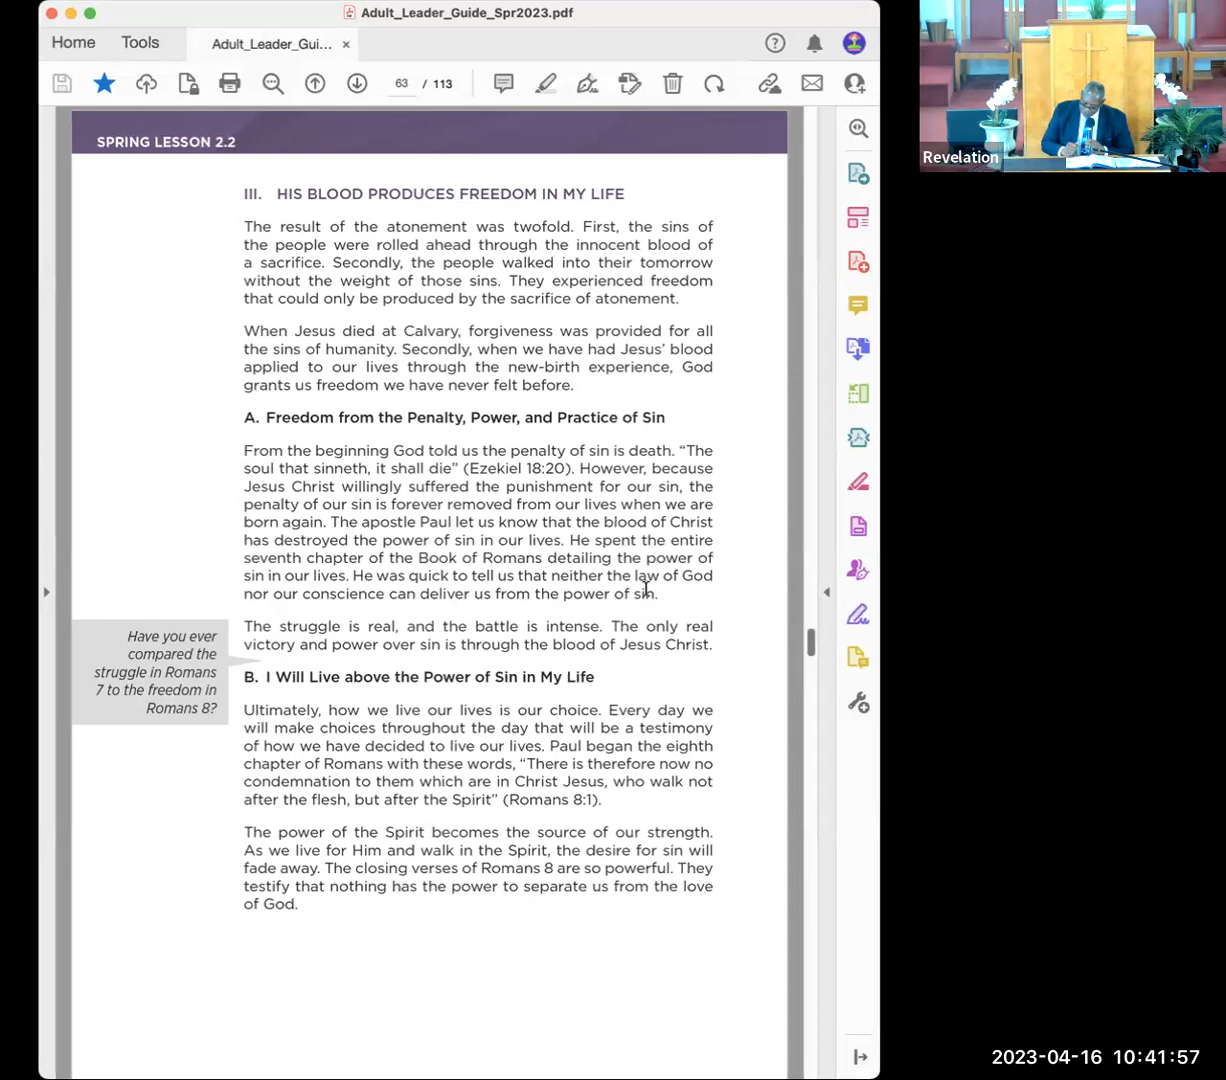 Adult_Leader_Guide_Spr2023.pdf
Home
Tools
Adult_Leader_Gui...
63 / 113
SPRING LESSON 2.2
III. HIS BLOOD PRODUCES FREEDOM IN MY LIFE
The result of the atonement was twofold. First, the sins of
the people were rolled ahead through the innocent blood of
a sacrifice. Secondly, the people walked into their tomorrow
without the weight of those sins. They experienced freedom
that could only be produced by the sacrifice of atonement.
When Jesus died at Calvary, forgiveness was provided for all
the sins of humanity. Secondly, when we have had Jesus’ blood
applied to our lives through the new-birth experience, God
grants us freedom we have never felt before.
A. Freedom from the Penalty, Power, and Practice of Sin
From the beginning God told us the penalty of sin is death. “The
soul that sinneth, it shall die” (Ezekiel 18:20). However, because
Jesus Christ willingly suffered the punishment for our sin, the
penalty of our sin is forever removed from our lives when we are
born again. The apostle Paul let us know that the blood of Christ
has destroyed the power of sin in our lives. He spent the entire
seventh chapter of the Book of Romans detailing the power of
sin in our lives. He was quick to tell us that neither the law of God
nor our conscience can deliver us from the power of sin.
The struggle is real, and the battle is intense. The only real
victory and power over sin is through the blood of Jesus Christ.
Have you ever
compared the
struggle in Romans
7 to the freedom in
Romans 8?
B. I Will Live above the Power of Sin in My Life
Ultimately, how we live our lives is our choice. Every day we
will make choices throughout the day that will be a testimony
of how we have decided to live our lives. Paul began the eighth
chapter of Romans with these words, “There is therefore now no
condemnation to them which are in Christ Jesus, who walk not
after the flesh, but after the Spirit” (Romans 8:1).
The power of the Spirit becomes the source of our strength.
As we live for Him and walk in the Spirit, the desire for sin will
fade away. The closing verses of Romans 8 are so powerful. They
testify that nothing has the power to separate us from the love
of God.
Revelation
2023-04-16 10:41:57